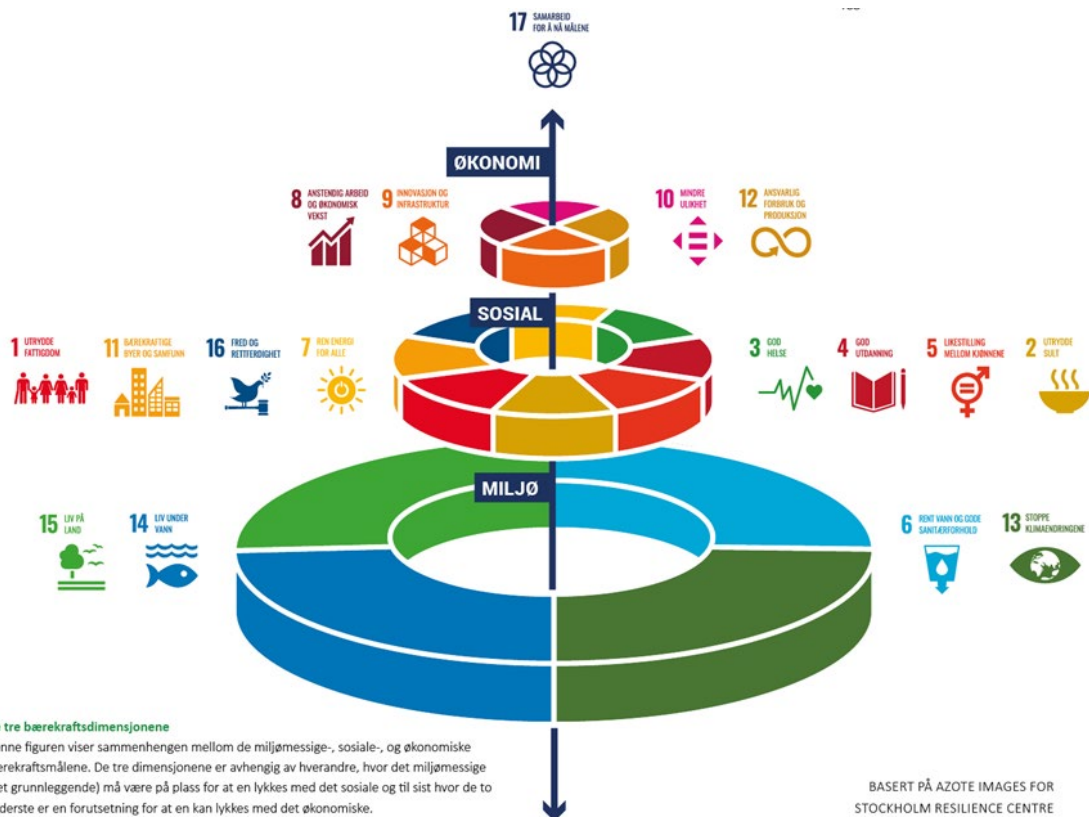 17 SAMARBEID
FOR Å NÅ MÅLENE
ØKONOMI
8 ANSTENDIG ARBEID
OG ØKONOMISK
VEKST
9 INNOVASJON OG
INFRASTRUKTUR
10 MINDRE
ULIKHET
12 ANSVARLIG
FORBRUK OG
PRODUKSJON
SOSIAL
1 UTRYDDE
FATTIGDOM
11 BÆREKRAFTIGE
BYER OG SAMFUNN
16 FRED OG
RETTFERDIGHET
7 REN ENERGI
FOR ALLE
3 GOD
HELSE
4 GOD
UTDANNING
5 LIKESTILLING
MELLOM KJØNNENE
2 UTRYDDE
SULT
MILJØ
15 LIV PÅ
LAND
14 LIV UNDER
VANN
6 RENT VANN OG GODE
SANITÆRFORHOLD
13 STOPPE
KLIMAENDRINGENE
tre bærekraftsdimensjonene
nne figuren viser sammenhengen mellom de miljømessige-, sosiale-, og økonomiske
erekraftsmålene. De tre dimensjonene er avhengig av hverandre, hvor det miljømessige
et grunnleggende) må være på plass for at en lykkes med det sosiale og til sist hvor de to
derste er en forutsetning for at en kan lykkes med det økonomiske.
BASERT PÅ AZOTE IMAGES FOR
STOCKHOLM RESILIENCE CENTRE